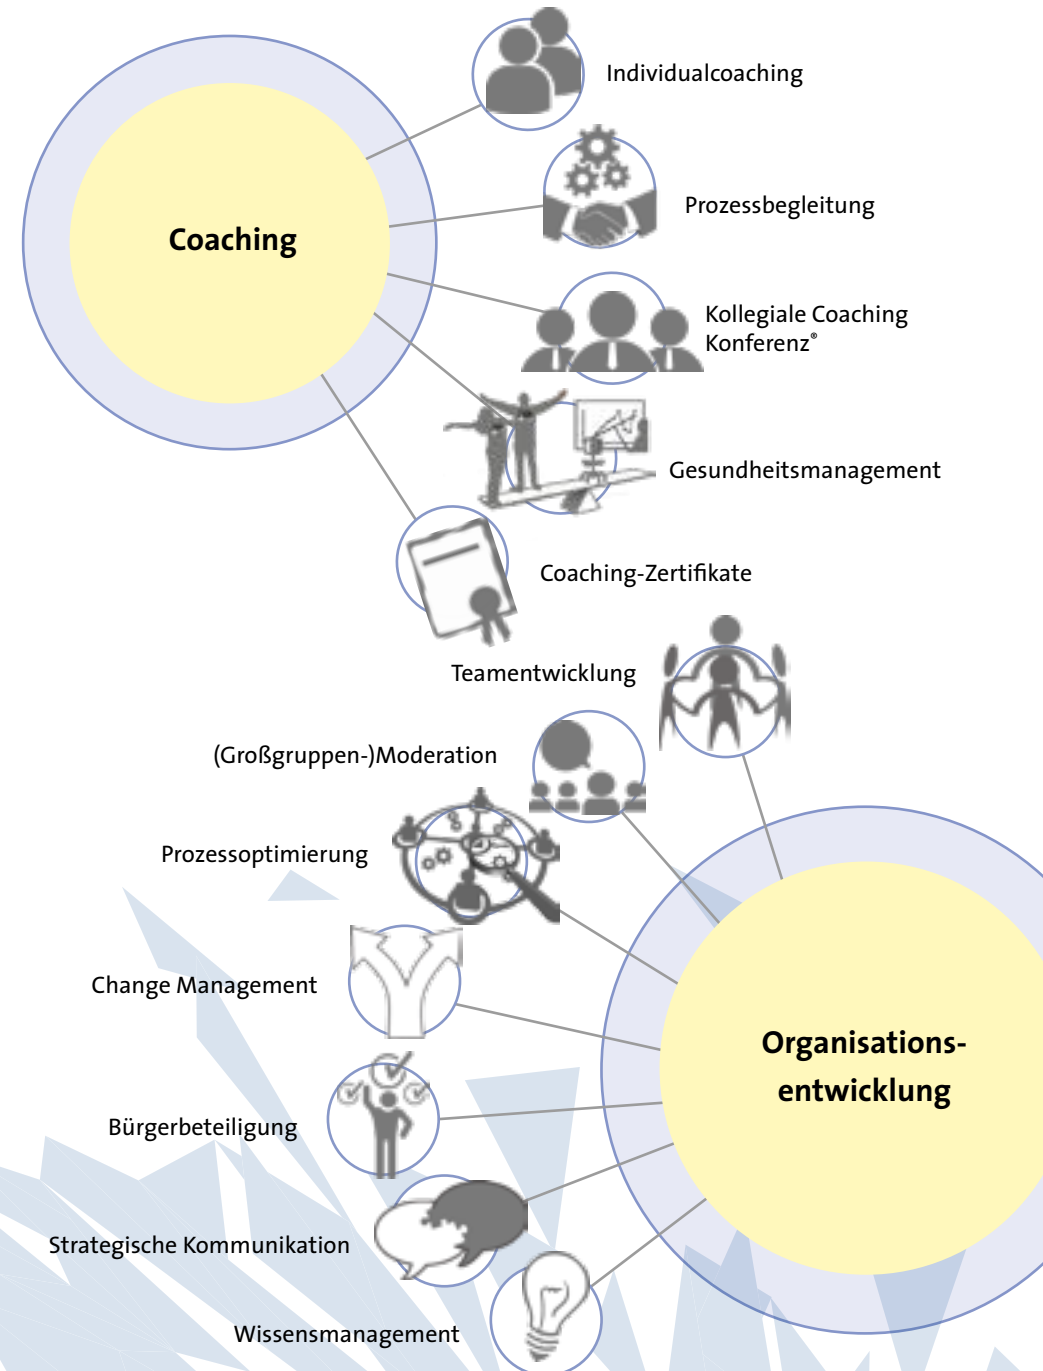 Coaching
Individualcoaching
Prozessbegleitung
Kollegiale Coaching
Konferenz®
Gesundheitsmanagement
Coaching-Zertifikate
Teamentwicklung
(Großgruppen-)Moderation
Prozessoptimierung
Change Management
Organisations-
entwicklung
Bürgerbeteiligung
Strategische Kommunikation
Wissensmanagement